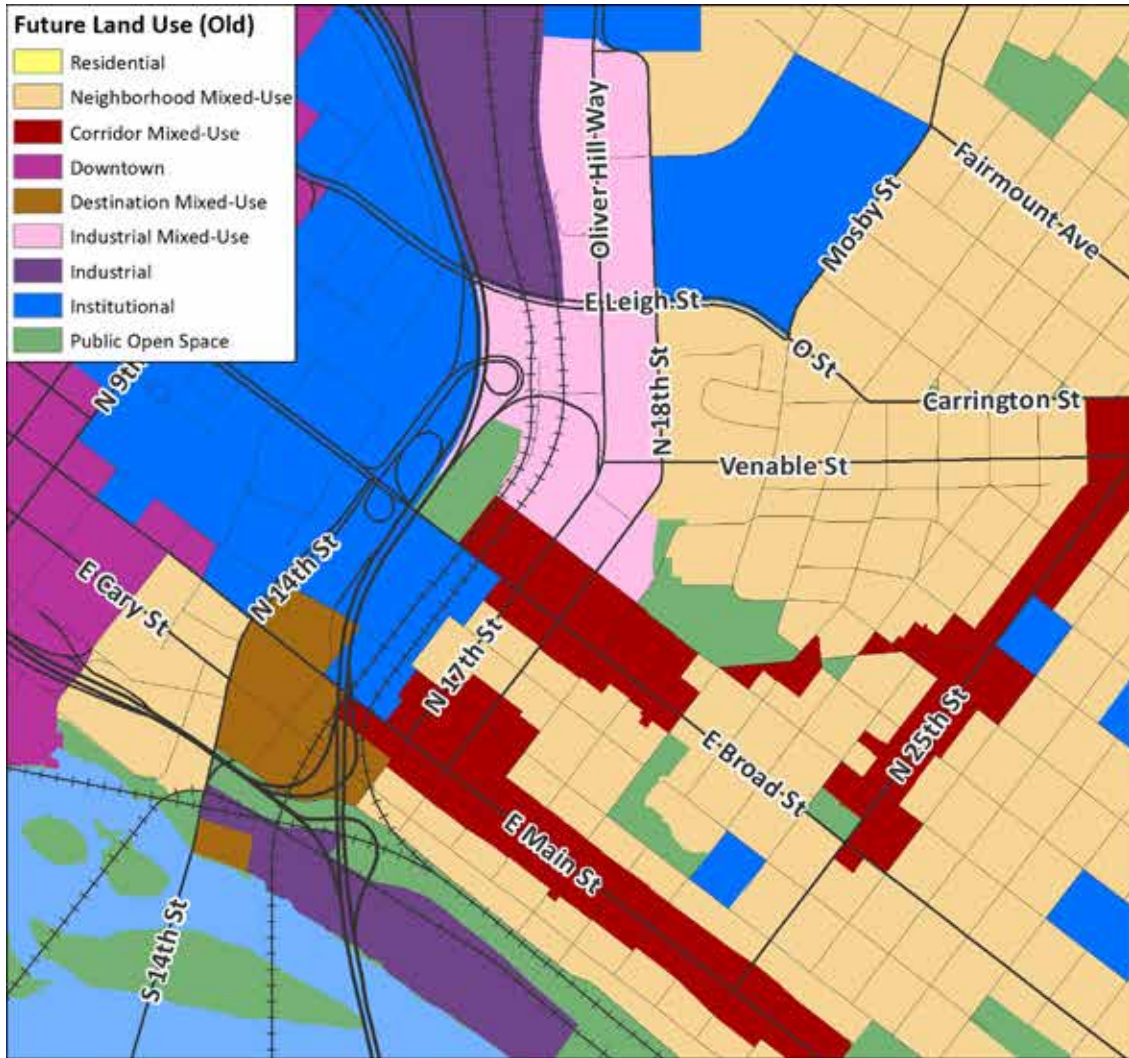 Future Land Use (Old)
Residential
Neighborhood Mixed-Use
Corridor Mixed-Use
Downtown
Destination Mixed-Use
Industrial Mixed-Use
Industrial
Institutional
Public Open Space
Oliver Hill Way
Fairmount Ave
Mosby St
E Leigh St
O St
N 9th
N 18th St
Carrington St
Venable St
N 14th St
E Cary St
N 17th St
N 25th St
E Broad St
E Main St
S 14th St